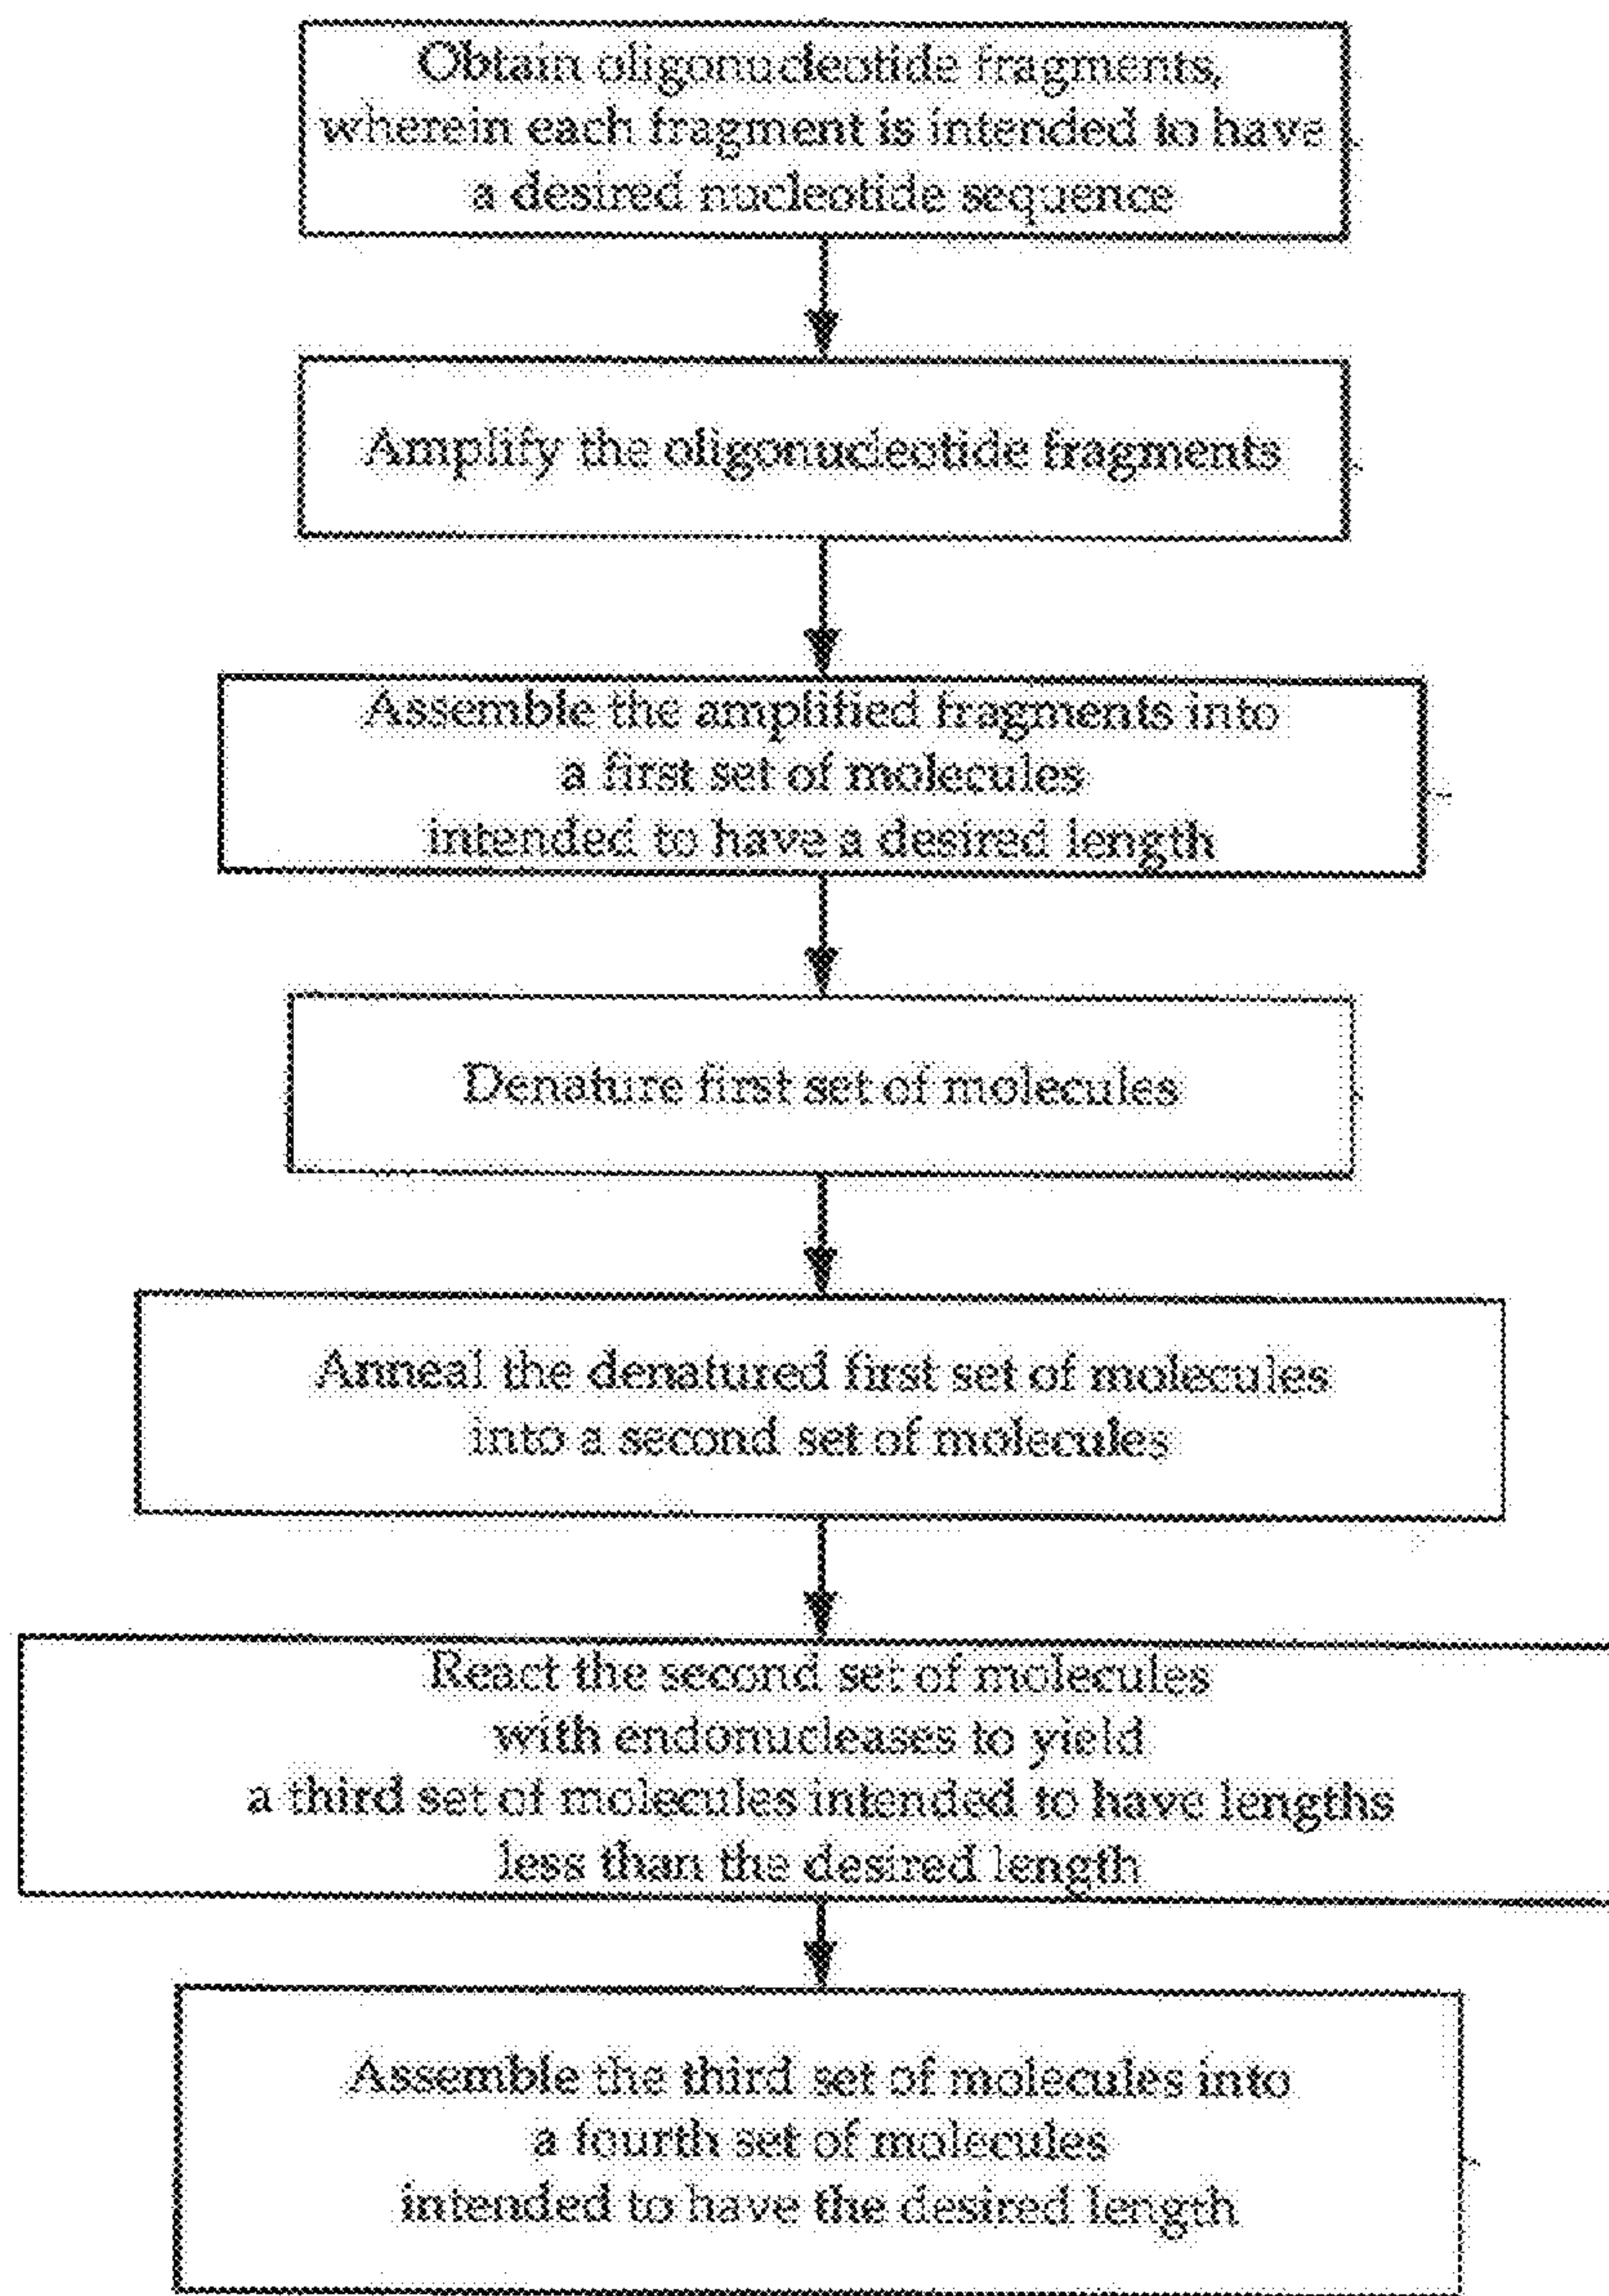 Obtain oligonucleotide fragments,
wherein each fragment is intended to have
a desired nucleotide sequence
Amplify the oligonucleotide fragments
Assemble the amplified fragments into
a first set of molecules
intended to have a desired length
Denature first set of molecules
Anneal the denatured first set of molecules
into a second set of molecules
React the second set of molecules
with endonucleases to yield
a third set of molecules intended to have lengths
less than the desired length
Assemble the third set of molecules into
a fourth set of molecules
intended to have the desired length